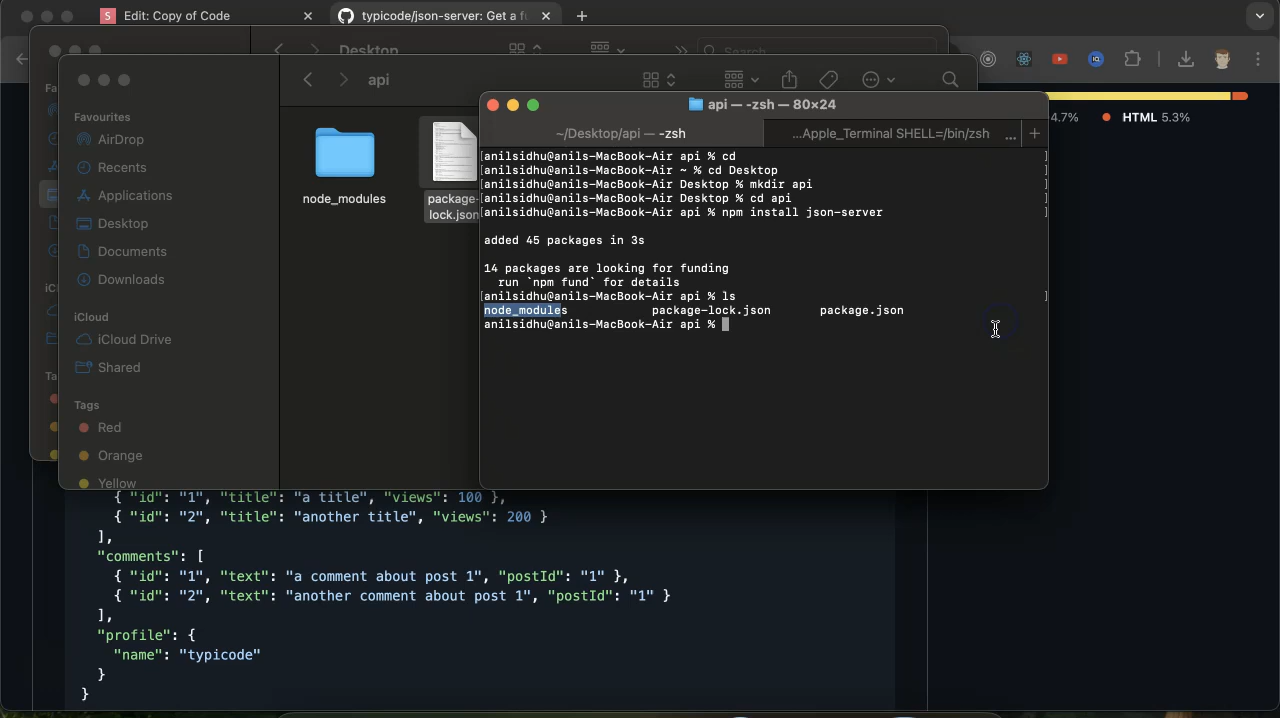 S Edit: Copy of Code
typicode/json-server: Get a fu
Desktop
Search
api
Fa
Favourites
AirDrop
Recents
Applications
Desktop
Documents
Downloads
iCloud
iCloud Drive
Shared
Tags
Red
Orange
Yellow
iCl
Ta
node_modules
package-
lock.json
4.7% HTML 5.3%
api — -zsh — 80×24
~/Desktop/api — -zsh
...Apple_Terminal SHELL=/bin/zsh ...
[anilsidhu@anils-MacBook-Air api % cd ]
[anilsidhu@anils-MacBook-Air ~ % cd Desktop ]
[anilsidhu@anils-MacBook-Air Desktop % mkdir api ]
[anilsidhu@anils-MacBook-Air Desktop % cd api ]
[anilsidhu@anils-MacBook-Air api % npm install json-server ]
added 45 packages in 3s
14 packages are looking for funding
run `npm fund` for details
[anilsidhu@anils-MacBook-Air api % ls ]
node_modules package-lock.json package.json
anilsidhu@anils-MacBook-Air api %
{ "id": "1", "title": "a title", "views": 100 },
{ "id": "2", "title": "another title", "views": 200 }
],
"comments": [
{ "id": "1", "text": "a comment about post 1", "postId": "1" },
{ "id": "2", "text": "another comment about post 1", "postId": "1" }
],
"profile": {
"name": "typicode"
}
}